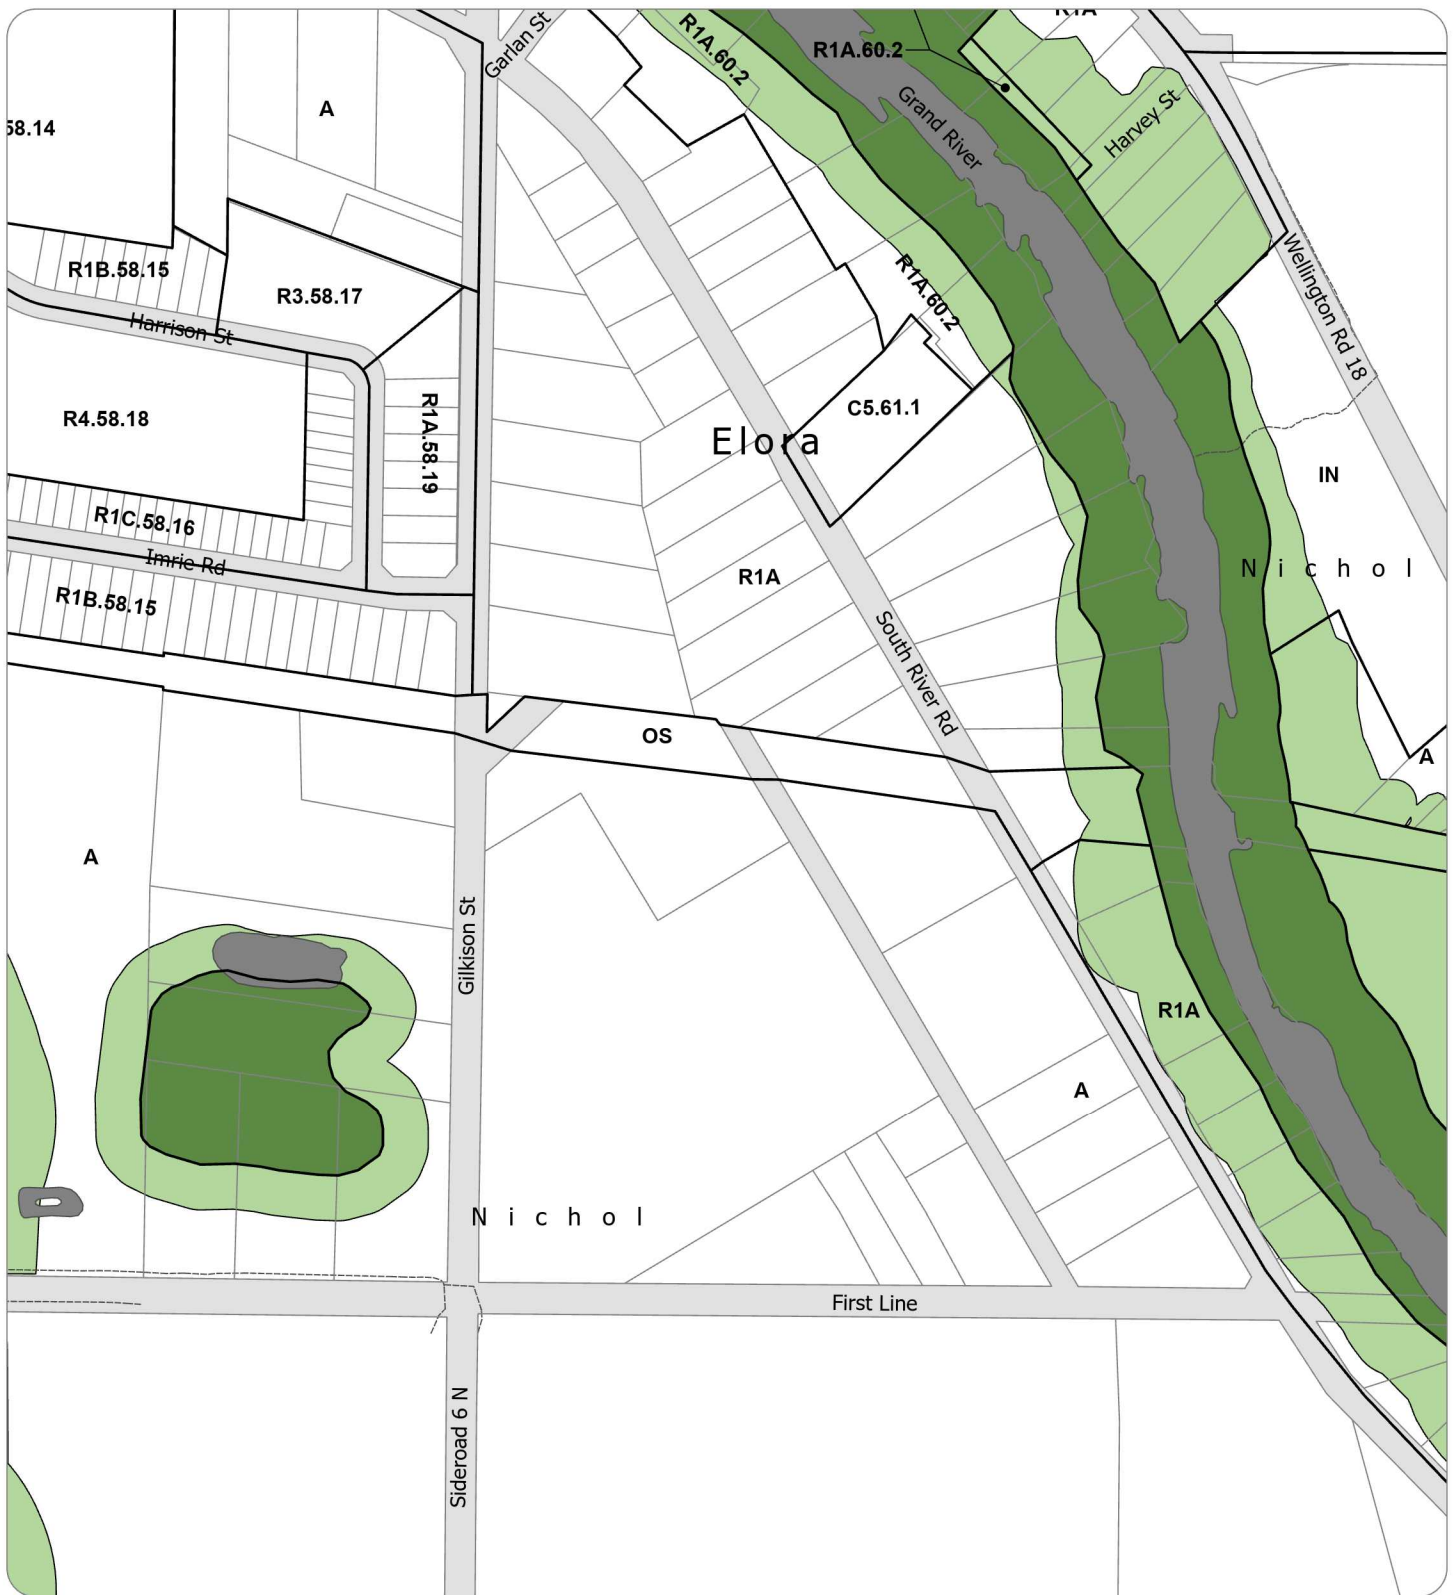 R1A
Garlan St
R1A.60.2
R1A.60.2
A
58.14
Grand River
Harvey St
R1B.58.15
R3.58.17
R1A.60.2
Wellington Rd 18
Harrison St
R4.58.18
R1A.58.19
C5.61.1
Elora
IN
R1C.58.16
Imrie Rd
R1A
Nichol
R1B.58.15
South River Rd
OS
A
A
Gilkison St
R1A
A
Nichol
First Line
Sideroad 6 N